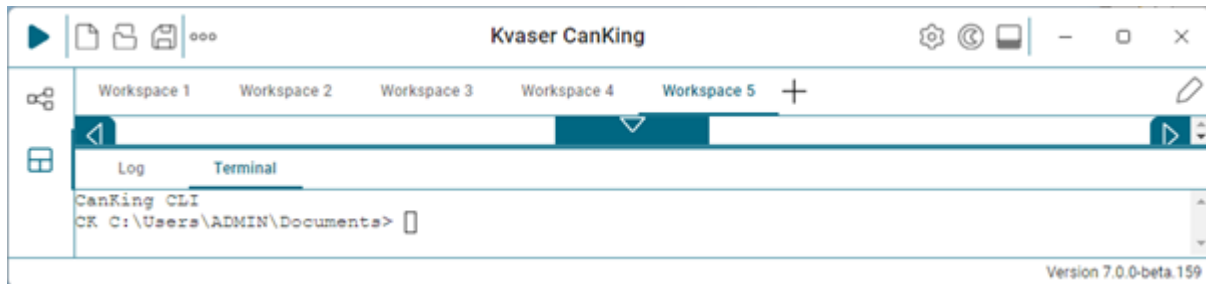 Kvaser CanKing
Workspace 1 Workspace 2 Workspace 3 Workspace 4 Workspace 5
Log Terminal
CanKing CLI
CK C:\Users\ADMIN\Documents>
Version 7.0.0-beta.159